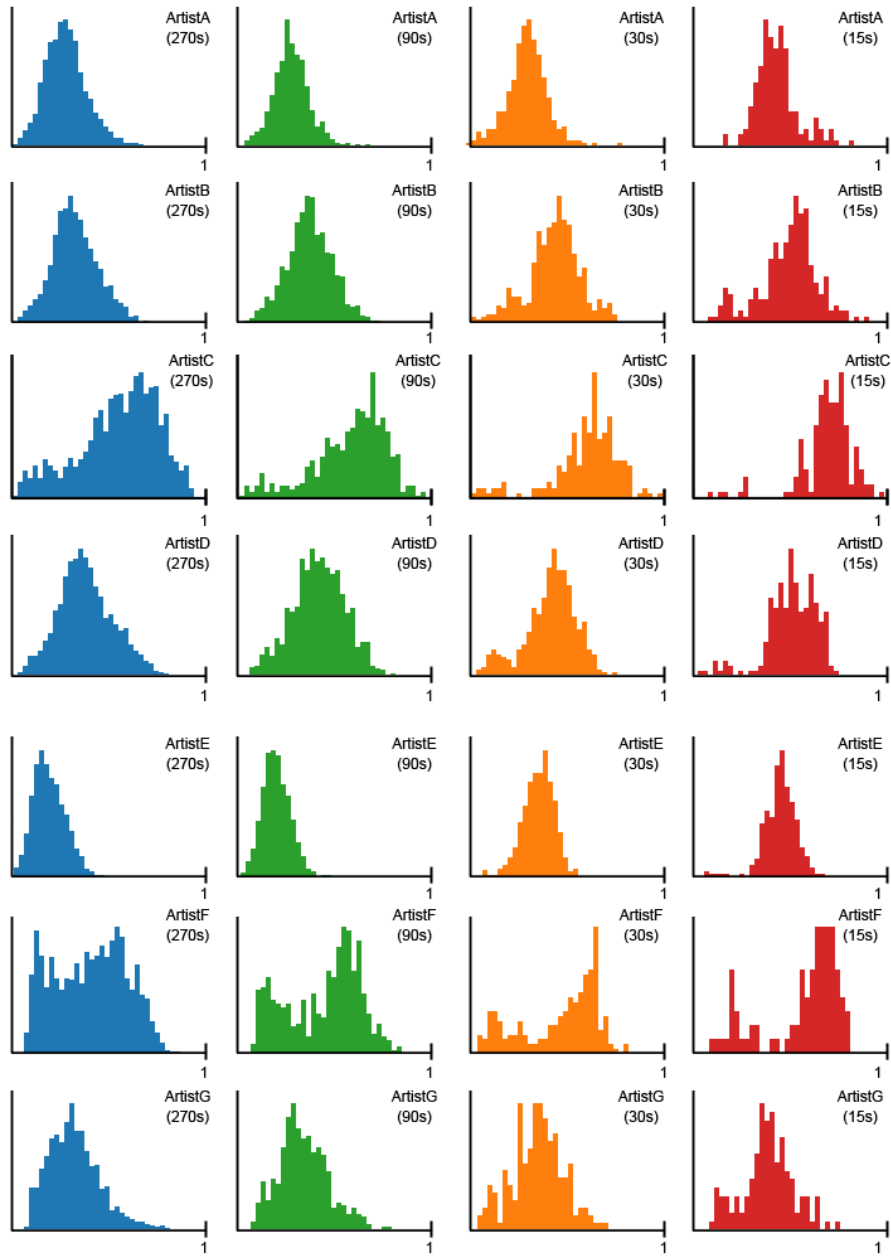 ArtistA
(270s)
1
ArtistA
(90s)
1
ArtistA
(30s)
1
ArtistA
(15s)
1
ArtistB
(270s)
1
ArtistB
(90s)
1
ArtistB
(30s)
1
ArtistB
(15s)
1
ArtistC
(270s)
1
ArtistC
(90s)
1
ArtistC
(30s)
1
ArtistC
(15s)
1
ArtistD
(270s)
1
ArtistD
(90s)
1
ArtistD
(30s)
1
ArtistD
(15s)
1
ArtistE
(270s)
1
ArtistE
(90s)
1
ArtistE
(30s)
1
ArtistE
(15s)
1
ArtistF
(270s)
1
ArtistF
(90s)
1
ArtistF
(30s)
1
ArtistF
(15s)
1
ArtistG
(270s)
1
ArtistG
(90s)
1
ArtistG
(30s)
1
ArtistG
(15s)
1